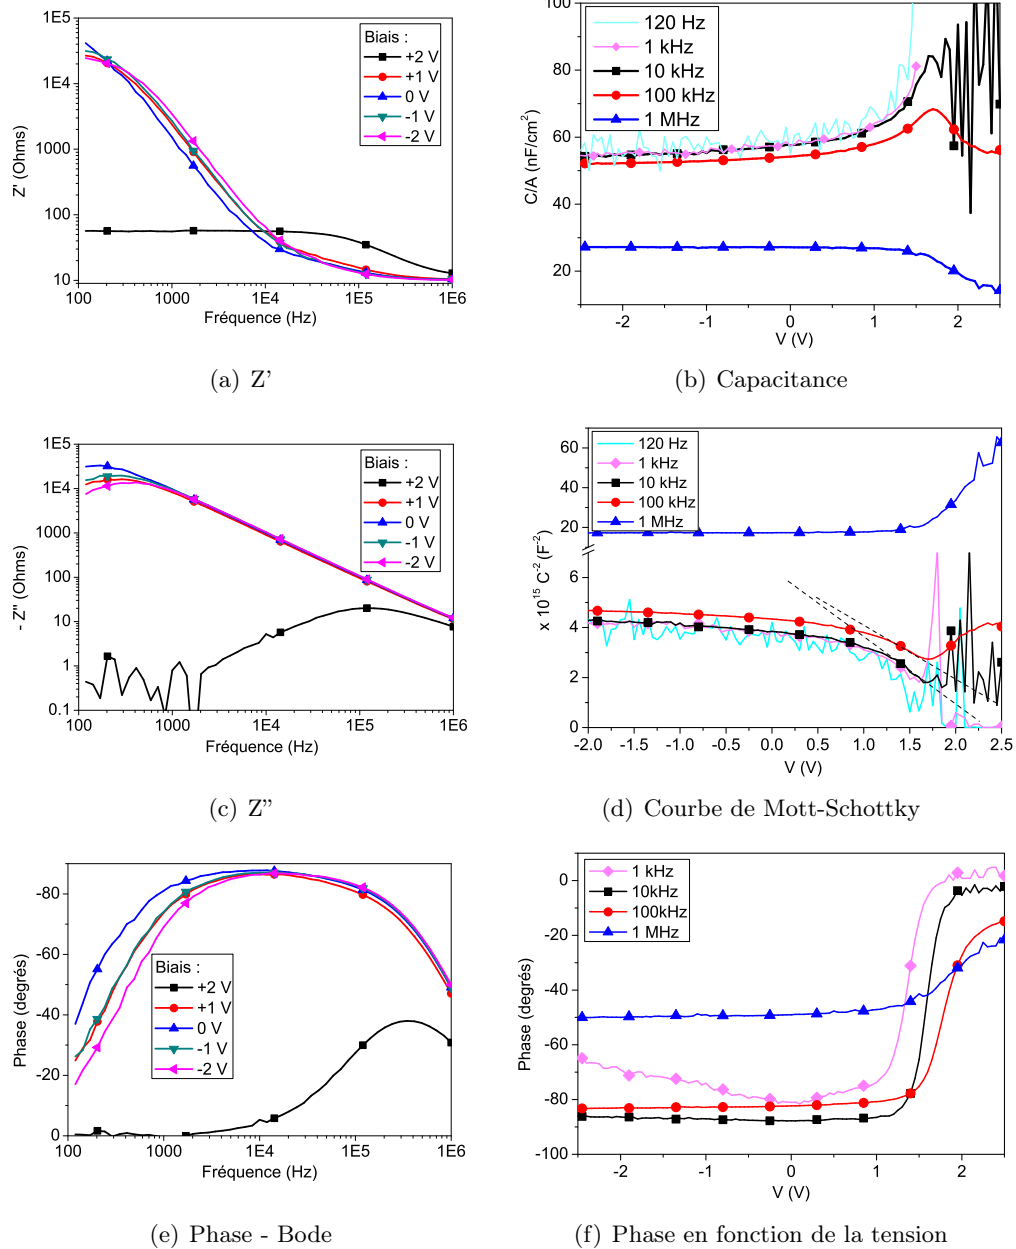 1E5
1E4
1000
100
10
Z' (Ohms)
Biais :
+2 V
+1 V
0 V
-1 V
-2 V
100 1000 1E4 1E5 1E6
Fréquence (Hz)
(a) Z'
100
80
60
40
20
C/A (nF/cm²)
120 Hz
1 kHz
10 kHz
100 kHz
1 MHz
-2 -1 0 1 2
V (V)
(b) Capacitance
1E5
1E4
1000
100
10
1
0.1
- Z'' (Ohms)
Biais :
+2 V
+1 V
0 V
-1 V
-2 V
100 1000 1E4 1E5 1E6
Fréquence (Hz)
(c) Z”
60
40
20
6
4
2
0
x 10¹⁵ C⁻² (F⁻²)
120 Hz
1 kHz
10 kHz
100 kHz
1 MHz
-2.0 -1.5 -1.0 -0.5 0.0 0.5 1.0 1.5 2.0 2.5
V (V)
(d) Courbe de Mott-Schottky
-80
-60
-40
-20
0
Phase (degrés)
Biais :
+2 V
+1 V
0 V
-1 V
-2 V
100 1000 1E4 1E5 1E6
Fréquence (Hz)
(e) Phase - Bode
0
-20
-40
-60
-80
-100
Phase (degrés)
1 kHz
10kHz
100kHz
1 MHz
-2 -1 0 1 2
V (V)
(f) Phase en fonction de la tension